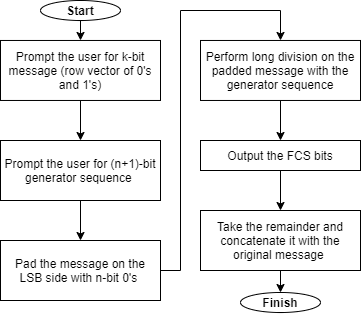 Start
Prompt the user for k-bit
message (row vector of 0's
and 1's)
Prompt the user for (n+1)-bit
generator sequence
Pad the message on the
LSB side with n-bit 0's
Perform long division on the
padded message with the
generator sequence
Output the FCS bits
Take the remainder and
concatenate it with the
original message
Finish